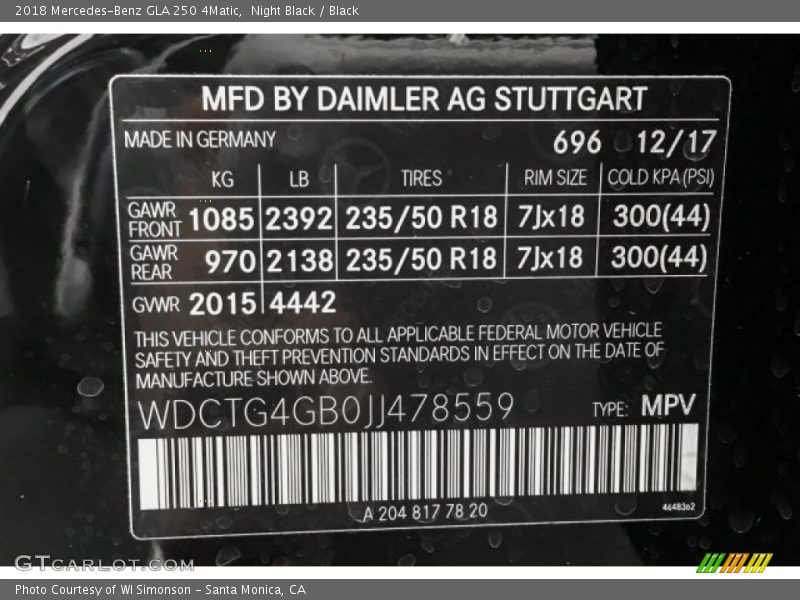 2018 Mercedes-Benz GLA 250 4Matic,  Night Black / Black
MFD BY DAIMLER AG STUTTGART
MADE IN GERMANY 696 12/17
KG LB TIRES RIM SIZE COLD KPA (PSI)
GAWR FRONT 1085 2392 235/50 R18 7Jx18 300(44)
GAWR REAR 970 2138 235/50 R18 7Jx18 300(44)
GVWR 2015 4442
THIS VEHICLE CONFORMS TO ALL APPLICABLE FEDERAL MOTOR VEHICLE
SAFETY AND THEFT PREVENTION STANDARDS IN EFFECT ON THE DATE OF
MANUFACTURE SHOWN ABOVE.
WDCTG4GB0JJ478559 TYPE: MPV
A 204 817 78 20 4648362
GTCARLOT.COM
Photo Courtesy of WI Simonson - Santa Monica, CA